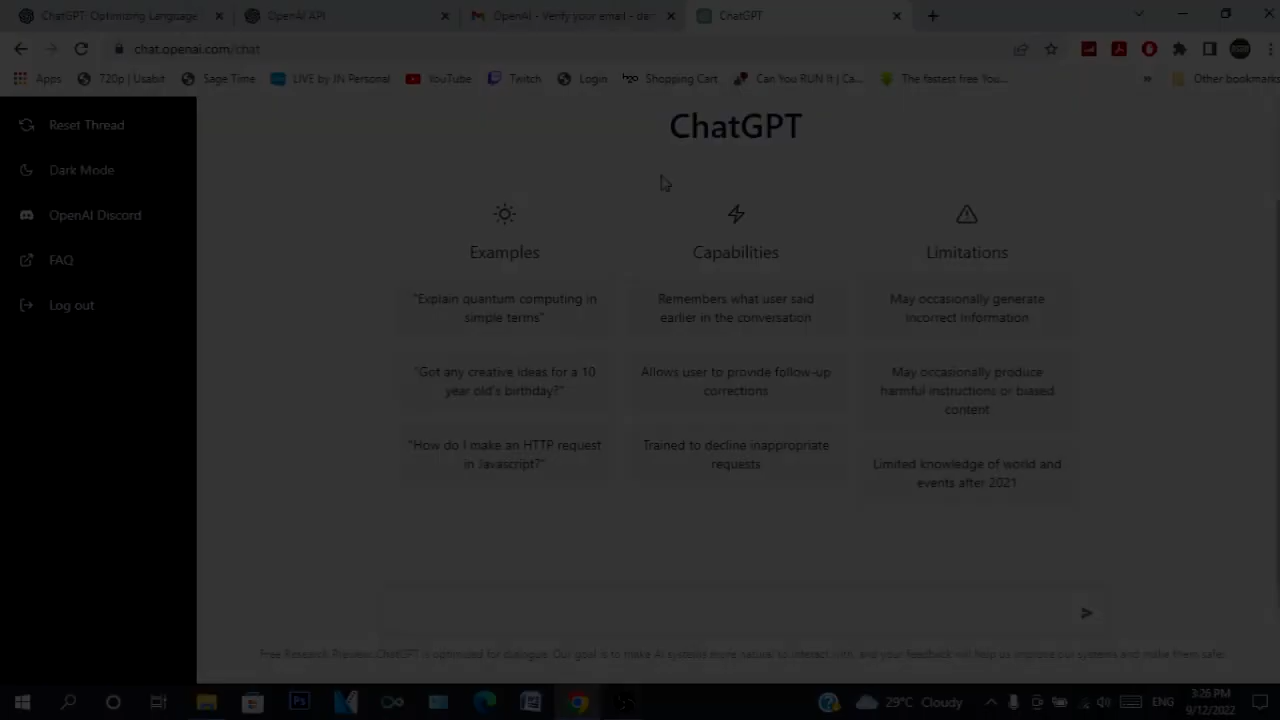 ChatGPT: Optimizing Language
OpenAI API
OpenAI - Verify your email - dar
ChatGPT
chat.openai.com/chat
Apps
720p | Usabit
Sage Time
LIVE by IN Personal
YouTube
Twitch
Login
h2o Shopping Cart
Can You RUN It | Ca...
The fastest free You...
»
Other bookmark
Reset Thread
Dark Mode
OpenAI Discord
FAQ
Log out
ChatGPT
Examples
"Explain quantum computing in
simple terms"
"Got any creative ideas for a 10
year old's birthday?"
"How do I make an HTTP request
in Javascript?"
Capabilities
Remembers what user said
earlier in the conversation
Allows user to provide follow-up
corrections
Trained to decline inappropriate
requests
Limitations
May occasionally generate
incorrect information
May occasionally produce
harmful instructions or biased
content
Limited knowledge of world and
events after 2021
Free Research Preview: ChatGPT is optimized for dialogue. Our goal is to make AI systems more natural to interact with, and your feedback will help us improve our systems and make them safer.
Ps
29°C Cloudy
ENG
3:26 PM
9/12/2022